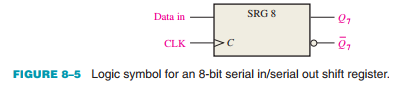 Data in
SRG 8
Q₇
CLK
C
Q̅₇
FIGURE 8–5 Logic symbol for an 8-bit serial in/serial out shift register.